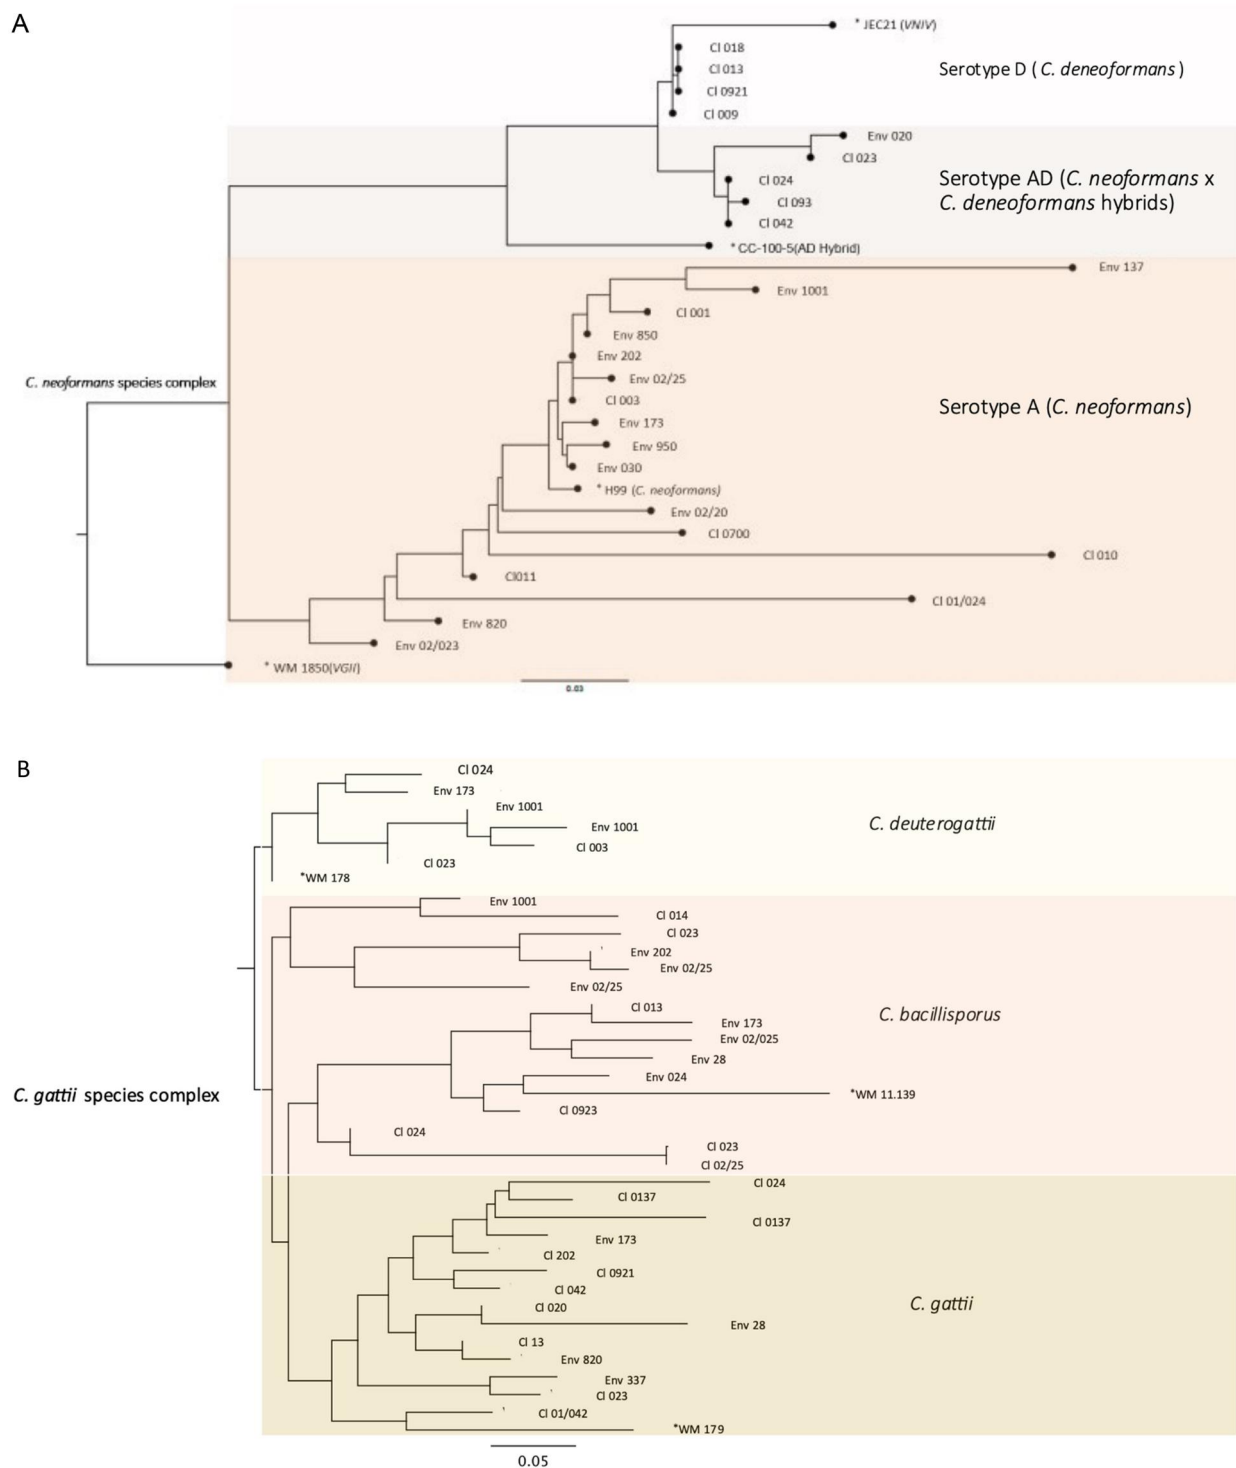 A
* JEC21 (VNIV)
Cl 018
Cl 013
Serotype D ( C. deneoformans )
Cl 0921
Cl 009
Env 020
Cl 023
Cl 024
Serotype AD (C. neoformans x
Cl 093
C. deneoformans hybrids)
Cl 042
* CC-100-5(AD Hybrid)
Env 137
Env 1001
Cl 001
Env 850
Env 202
Env 02/25
C. neoformans species complex
Cl 003
Serotype A (C. neoformans)
Env 173
Env 950
Env 030
* H99 (C. neoformans)
Env 02/20
Cl 0700
Cl 010
Cl011
Cl 01/024
Env 820
Env 02/023
* WM 1850(VGII)
0.03
B
Cl 024
Env 173
Env 1001
C. deuterogattii
Env 1001
Cl 003
Cl 023
*WM 178
Env 1001
Cl 014
Cl 023
Env 202
Env 02/25
Env 02/25
Cl 013
C. bacillisporus
Env 173
Env 02/025
Env 28
Env 024
C. gattii species complex
*WM 11.139
Cl 0923
Cl 024
Cl 023
Cl 02/25
Cl 024
Cl 0137
Cl 0137
Env 173
Cl 202
Cl 0921
Cl 042
C. gattii
Cl 020
Env 28
Cl 13
Env 820
Env 337
Cl 023
Cl 01/042
*WM 179
0.05